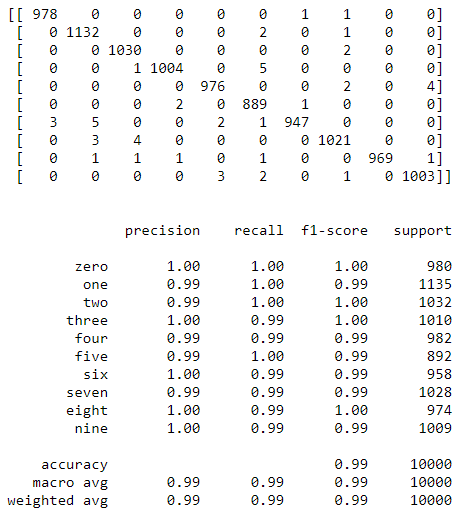 [[ 978 0 0 0 0 0 1 1 0 0]
[ 0 1132 0 0 0 2 0 1 0 0]
[ 0 0 1030 0 0 0 0 2 0 0]
[ 0 0 1 1004 0 5 0 0 0 0]
[ 0 0 0 0 976 0 0 2 0 4]
[ 0 0 0 2 0 889 1 0 0 0]
[ 3 5 0 0 2 1 947 0 0 0]
[ 0 3 4 0 0 0 0 1021 0 0]
[ 0 1 1 1 0 1 0 0 969 1]
[ 0 0 0 0 3 2 0 1 0 1003]]
precision recall f1-score support
zero 1.00 1.00 1.00 980
one 0.99 1.00 0.99 1135
two 0.99 1.00 1.00 1032
three 1.00 0.99 1.00 1010
four 0.99 0.99 0.99 982
five 0.99 1.00 0.99 892
six 1.00 0.99 0.99 958
seven 0.99 0.99 0.99 1028
eight 1.00 0.99 1.00 974
nine 1.00 0.99 0.99 1009
accuracy 0.99 10000
macro avg 0.99 0.99 0.99 10000
weighted avg 0.99 0.99 0.99 10000